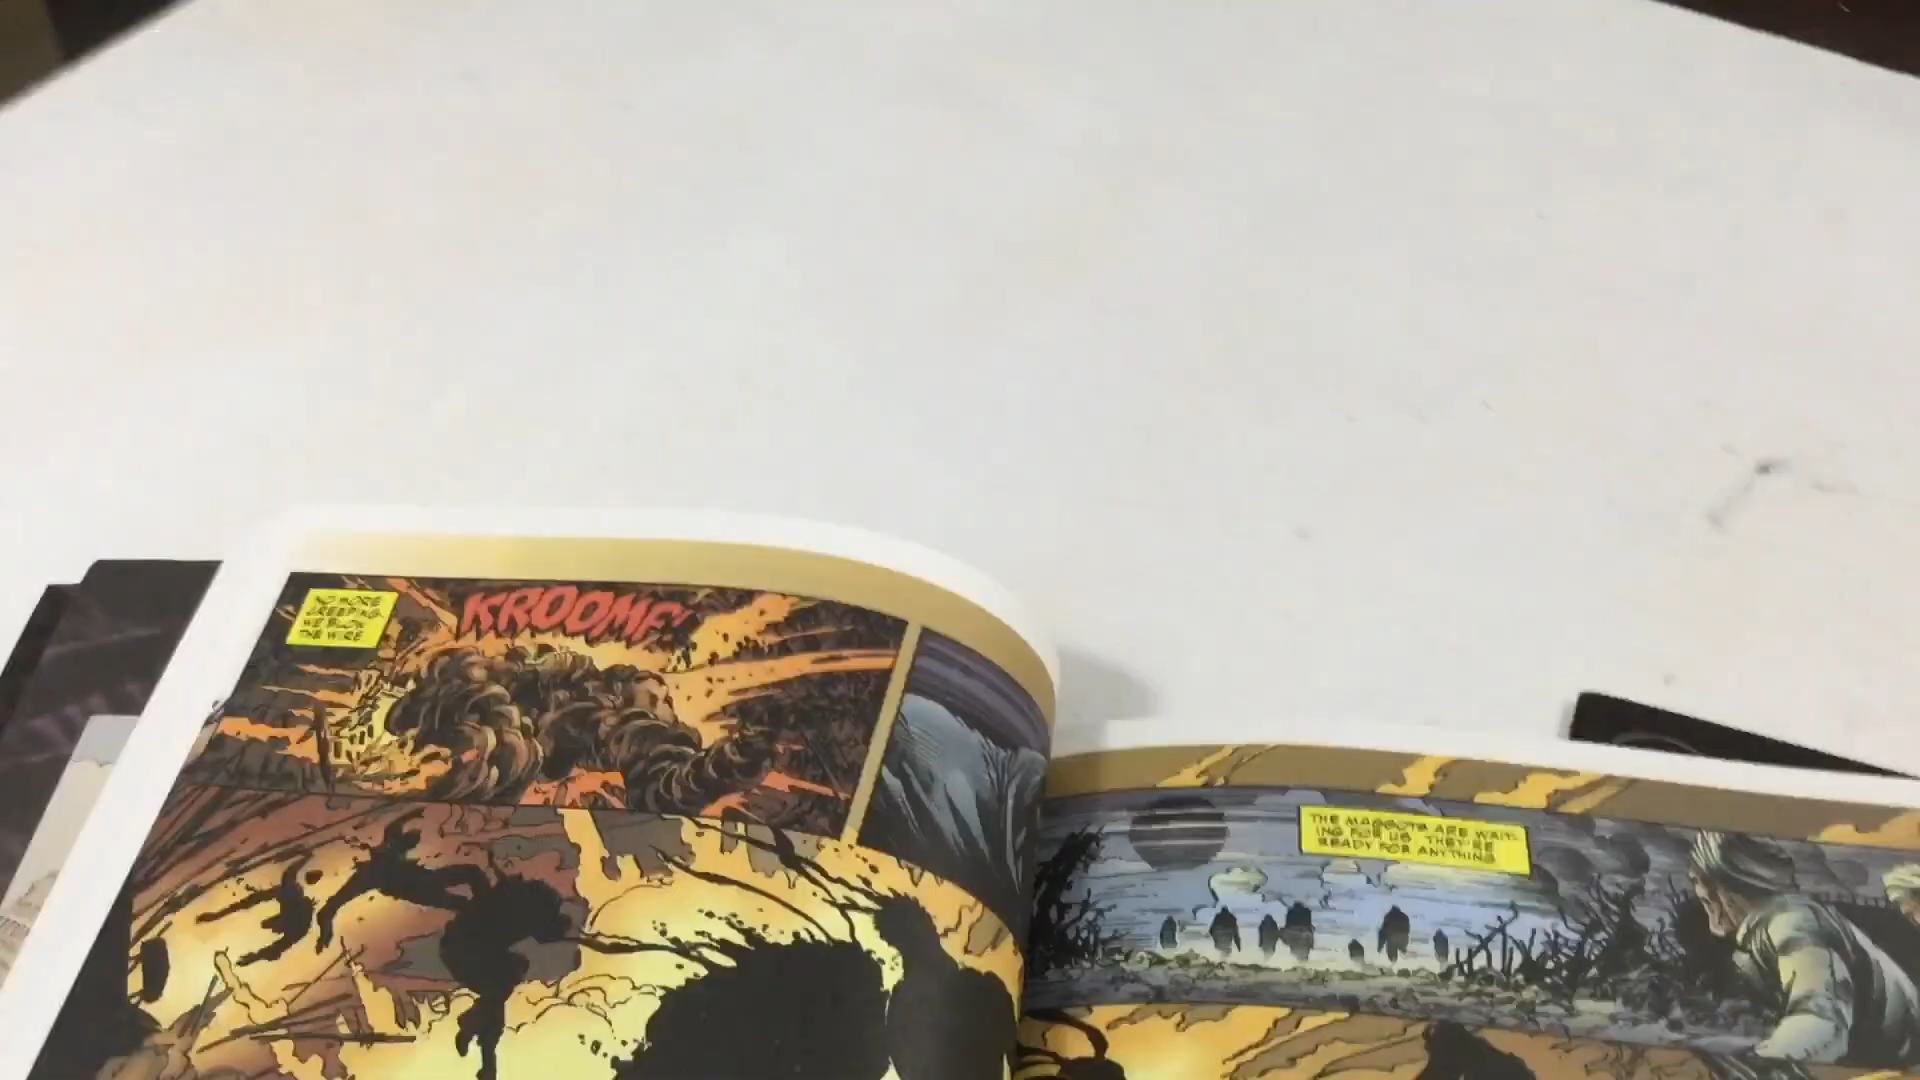 NO MORE
CREEPING.
WE BLOW
THE WIRE
KROOMF!
THE MAGGOTS ARE WAIT-
ING FOR US. THEY'RE
READY FOR ANYTHING.